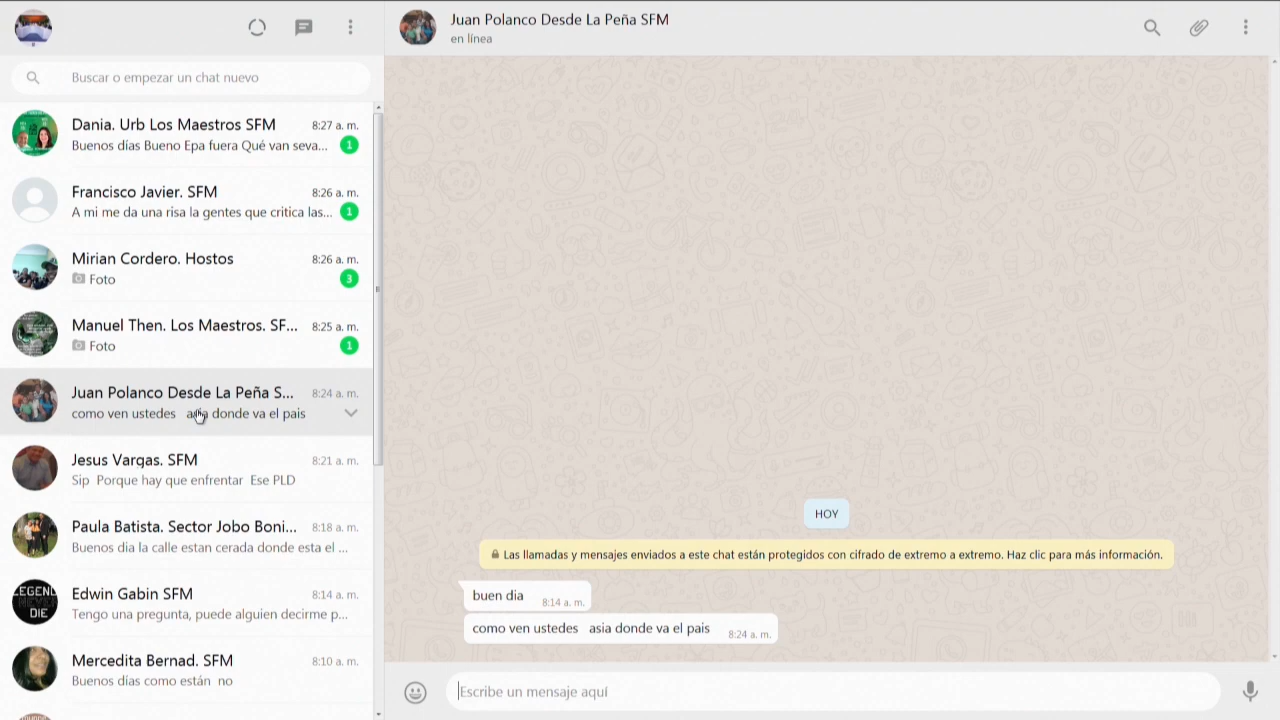 Juan Polanco Desde La Peña SFM
en línea
Buscar o empezar un chat nuevo
Dania. Urb Los Maestros SFM 8:27 a. m.
Buenos días Bueno Epa fuera Qué van seva... 1
Francisco Javier. SFM 8:26 a. m.
A mi me da una risa la gentes que critica las... 1
Mirian Cordero. Hostos 8:26 a. m.
Foto 3
Manuel Then. Los Maestros. SF... 8:25 a. m.
Foto 1
Juan Polanco Desde La Peña S... 8:24 a. m.
como ven ustedes asia donde va el pais
Jesus Vargas. SFM 8:21 a. m.
Sip Porque hay que enfrentar Ese PLD
Paula Batista. Sector Jobo Boni... 8:18 a. m.
Buenos dia la calle estan cerada donde esta el ...
LEGEND
NEVER
DIE
Edwin Gabin SFM 8:14 a. m.
Tengo una pregunta, puede alguien decirme p...
Mercedita Bernad. SFM 8:10 a. m.
Buenos días como están no
HOY
Las llamadas y mensajes enviados a este chat están protegidos con cifrado de extremo a extremo. Haz clic para más información.
buen dia 8:14 a. m.
como ven ustedes asia donde va el pais 8:24 a. m.
Escribe un mensaje aquí